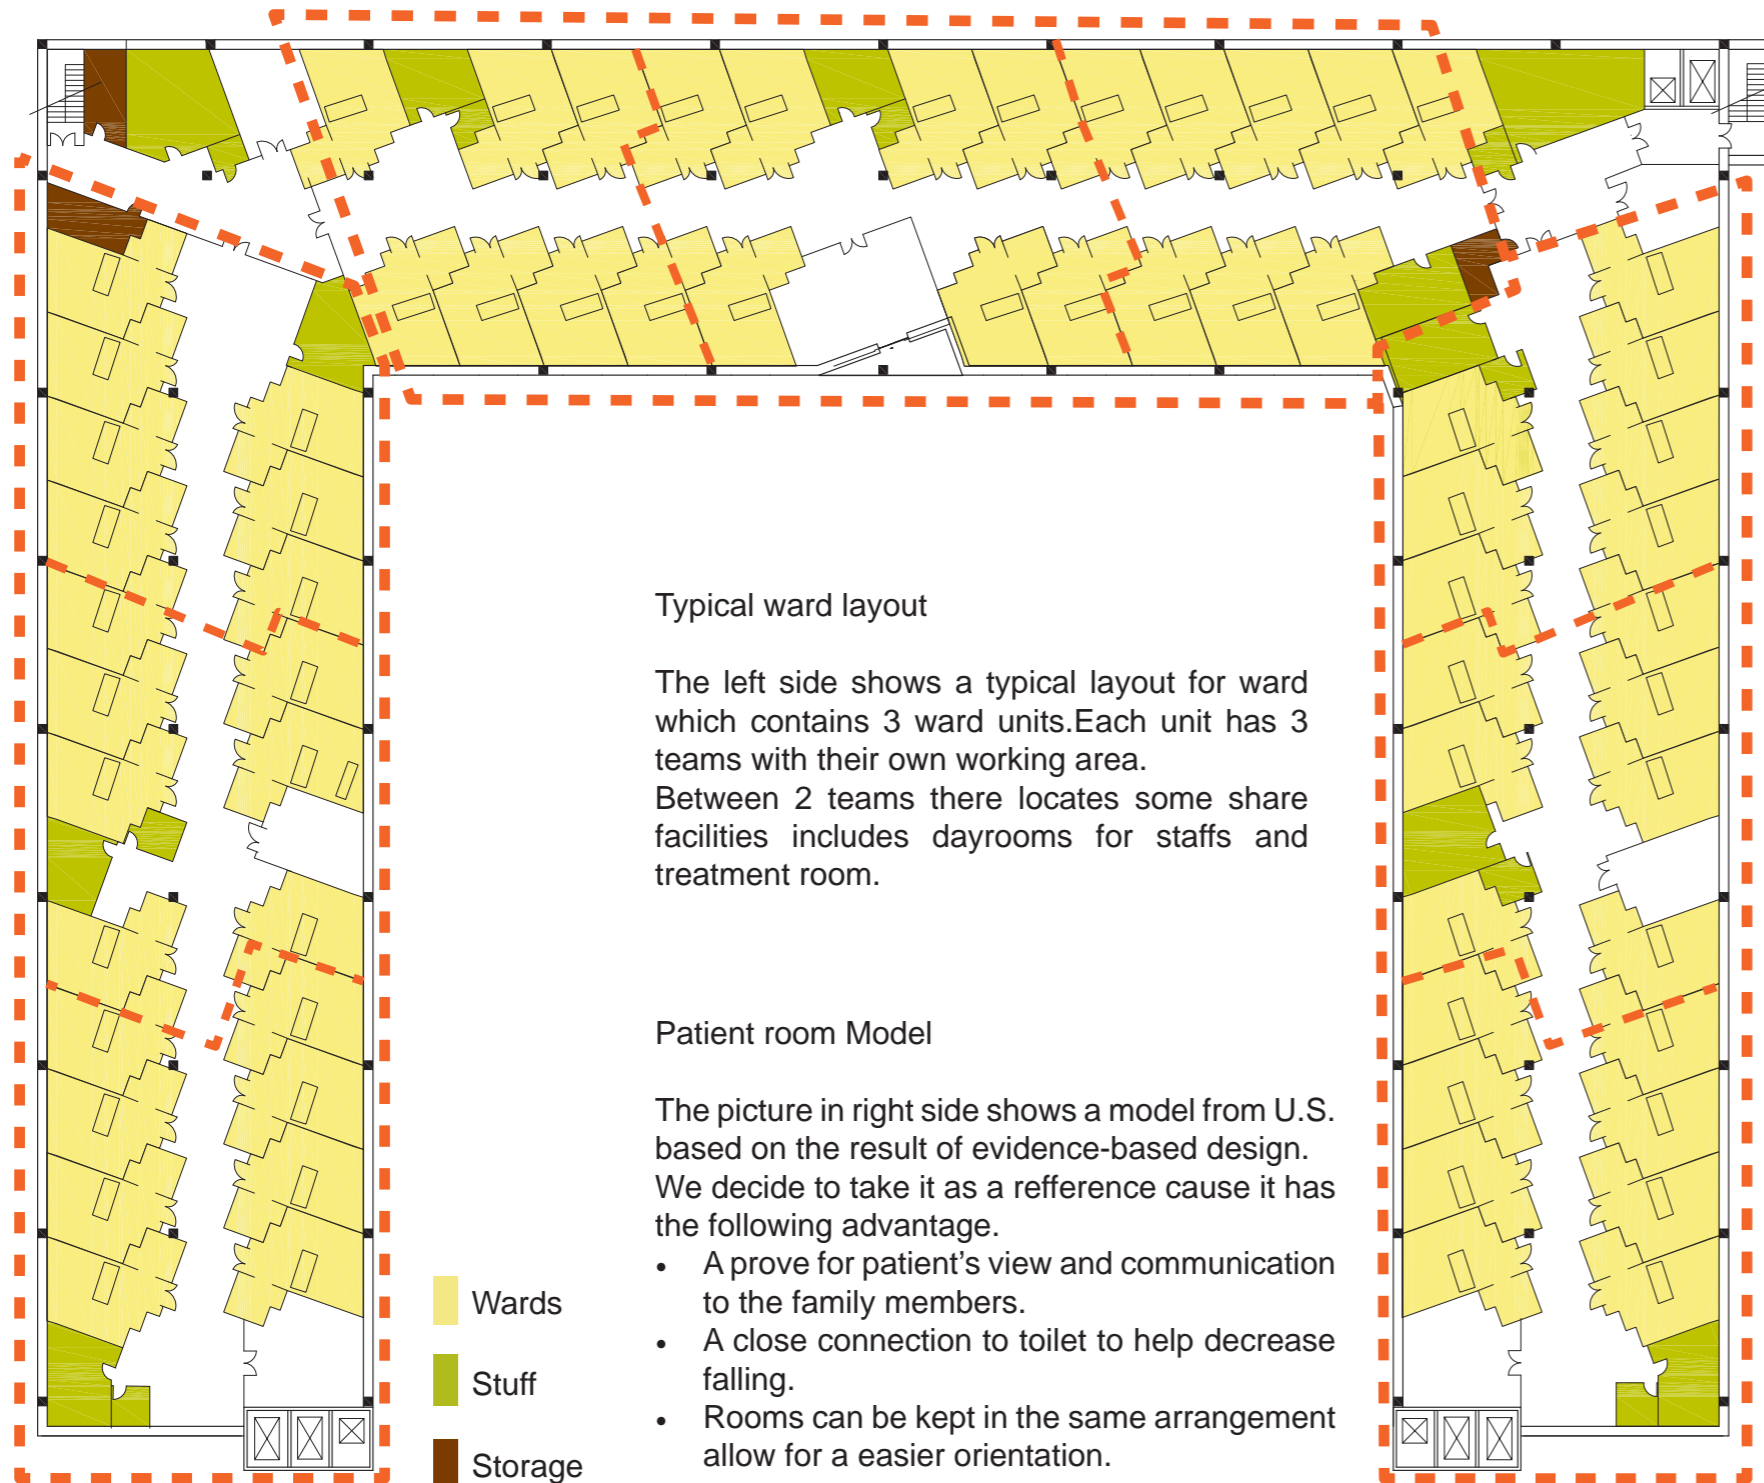 Typical ward layout
The left side shows a typical layout for ward
which contains 3 ward units.Each unit has 3
teams with their own working area.
Between 2 teams there locates some share
facilities includes dayrooms for staffs and
treatment room.
Patient room Model
The picture in right side shows a model from U.S.
based on the result of evidence-based design.
We decide to take it as a refference cause it has
the following advantage.
• A prove for patient's view and communication
to the family members.
• A close connection to toilet to help decrease
falling.
• Rooms can be kept in the same arrangement
allow for a easier orientation.
Wards
Stuff
Storage